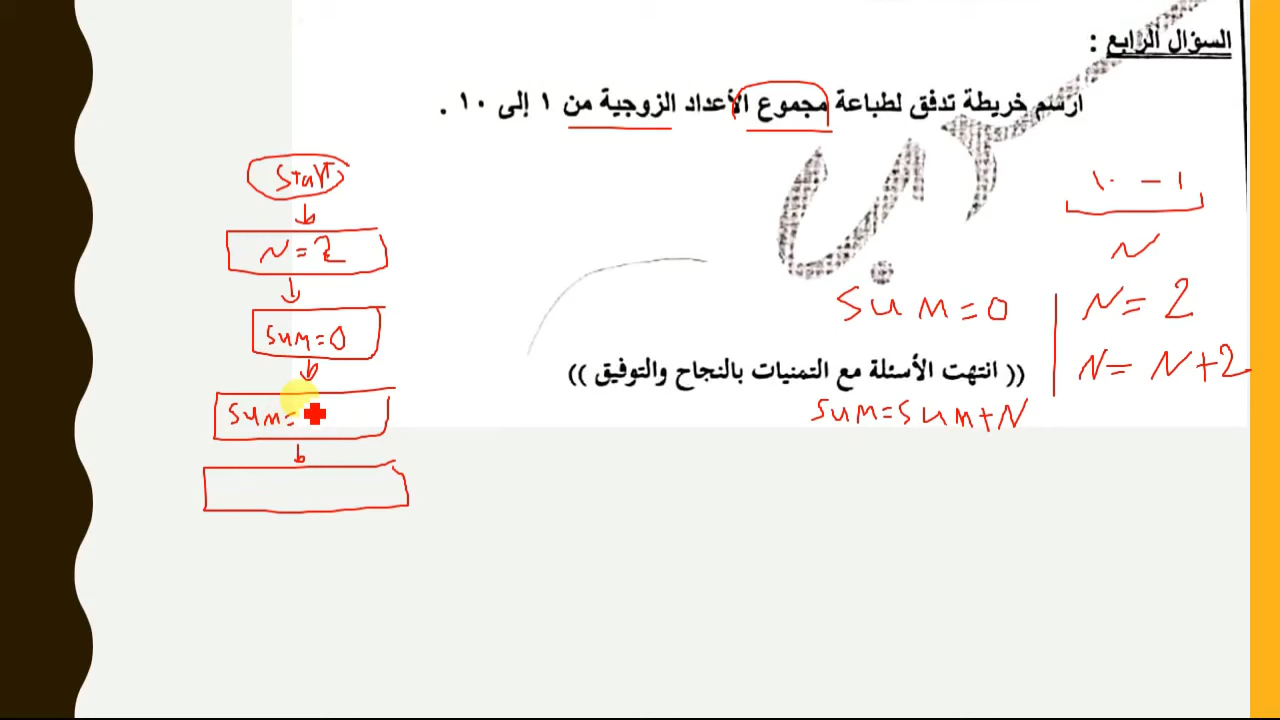 السؤال الرابع :
ارسم خريطة تدفق لطباعة مجموع الأعداد الزوجية من ١ إلى ١٠ .
١ - ١٠
N
N = 2
N = N+2
Sum = 0
(( انتهت الأسئلة مع التمنيات بالنجاح والتوفيق ))
Sum=Sum+N
Start
N = 2
Sum=0
Sum=